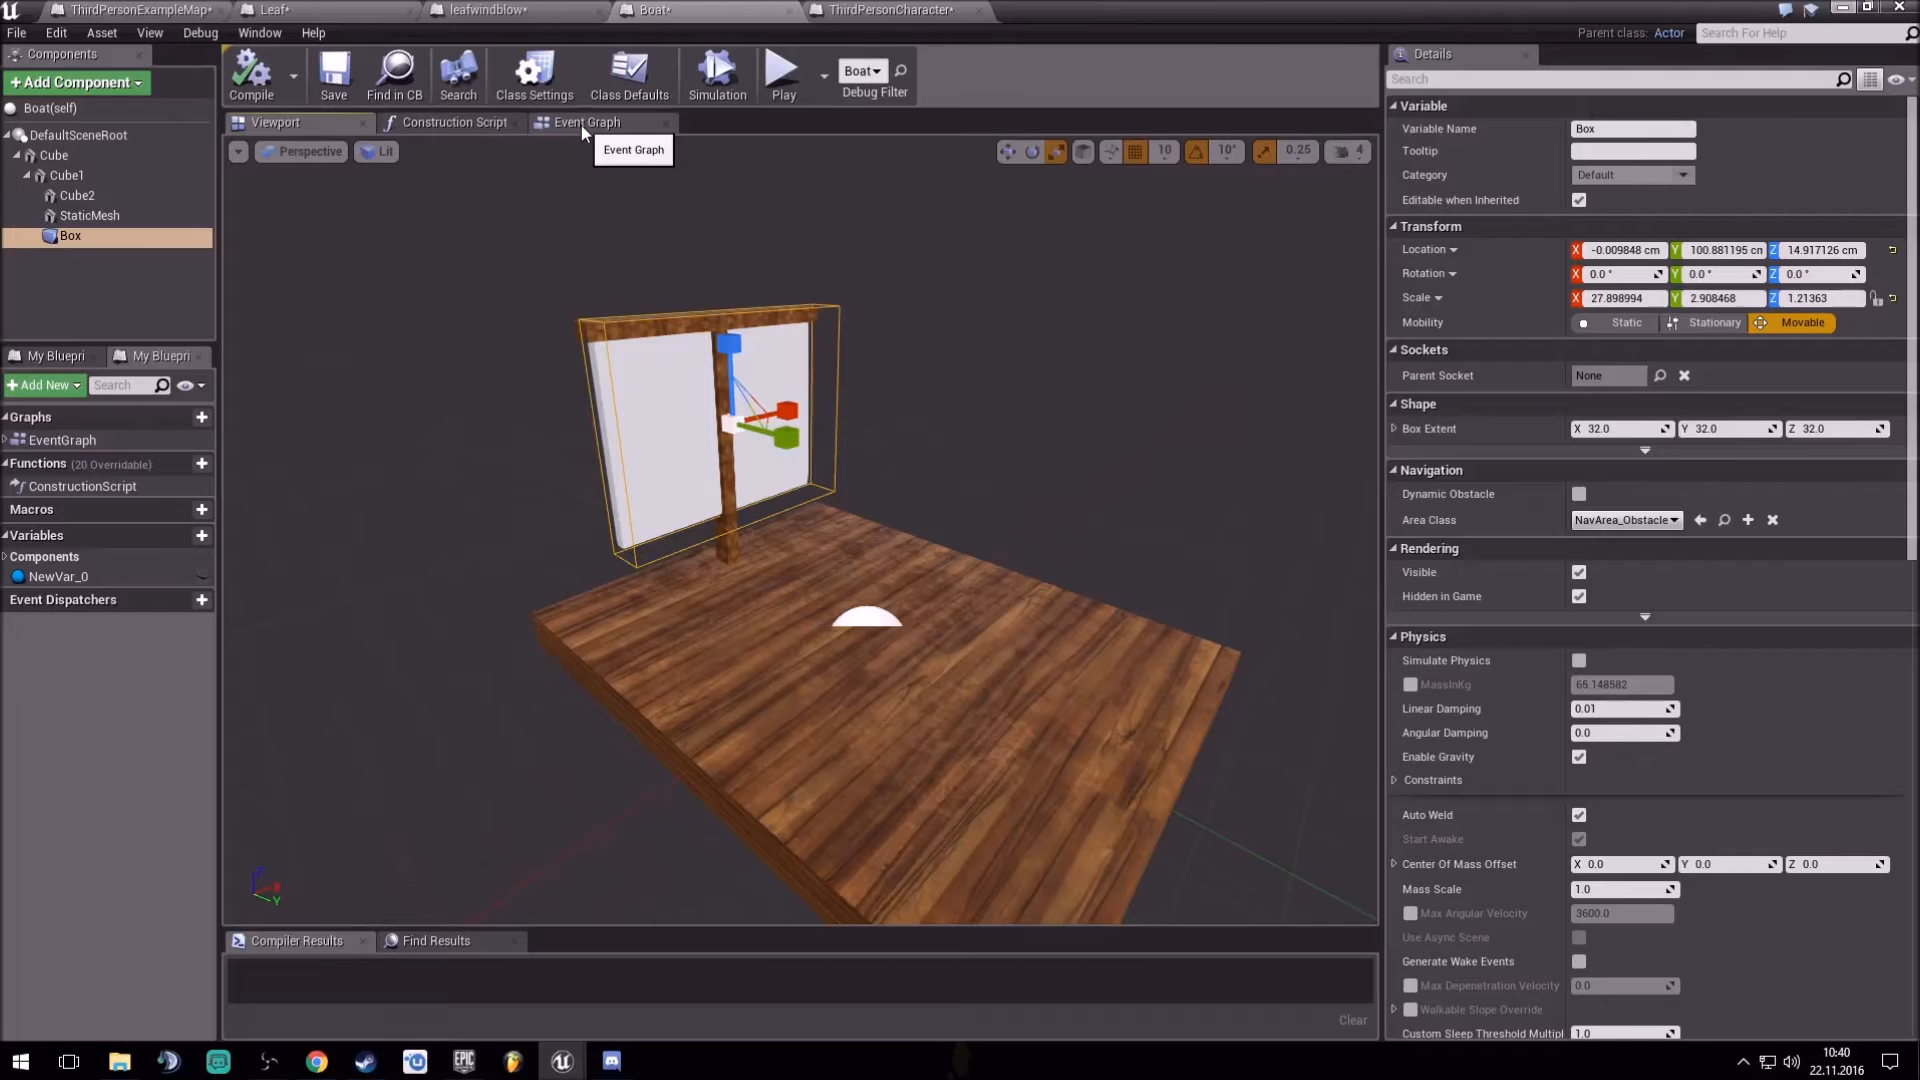 ThirdPersonExampleMap*
Leaf*
leafwindblow*
Boat*
ThirdPersonCharacter*
File Edit Asset View Debug Window Help
Parent class: Actor
Search For Help
Components
+ Add Component
Boat(self)
DefaultSceneRoot
Cube
Cube1
Cube2
StaticMesh
Box
My Bluepri
My Bluepri
+ Add New
Search
Graphs
EventGraph
Functions (20 Overridable)
ConstructionScript
Macros
Variables
Components
NewVar_0
Event Dispatchers
Compile
Save
Find in CB
Search
Class Settings
Class Defaults
Simulation
Play
Boat
Debug Filter
Viewport
Construction Script
Event Graph
Event Graph
Perspective
Lit
10
10°
0.25
4
Compiler Results
Find Results
Clear
Details
Search
Variable
Variable Name Box
Tooltip
Category Default
Editable when Inherited
Transform
Location X -0.009848 cm Y 100.881195 cm Z 14.917126 cm
Rotation X 0.0 ° Y 0.0 ° Z 0.0 °
Scale X 27.898994 Y 2.908468 Z 1.21363
Mobility Static Stationary Movable
Sockets
Parent Socket None
Shape
Box Extent X 32.0 Y 32.0 Z 32.0
Navigation
Dynamic Obstacle
Area Class NavArea_Obstacle
Rendering
Visible
Hidden in Game
Physics
Simulate Physics
MassInKg 65.148582
Linear Damping 0.01
Angular Damping 0.0
Enable Gravity
Constraints
Auto Weld
Start Awake
Center Of Mass Offset X 0.0 Y 0.0 Z 0.0
Mass Scale 1.0
Max Angular Velocity 3600.0
Use Async Scene
Generate Wake Events
Max Depenetration Velocity 0.0
Walkable Slope Override
Custom Sleep Threshold Multipl 1.0
EPIC GAMES
10:40
22.11.2016